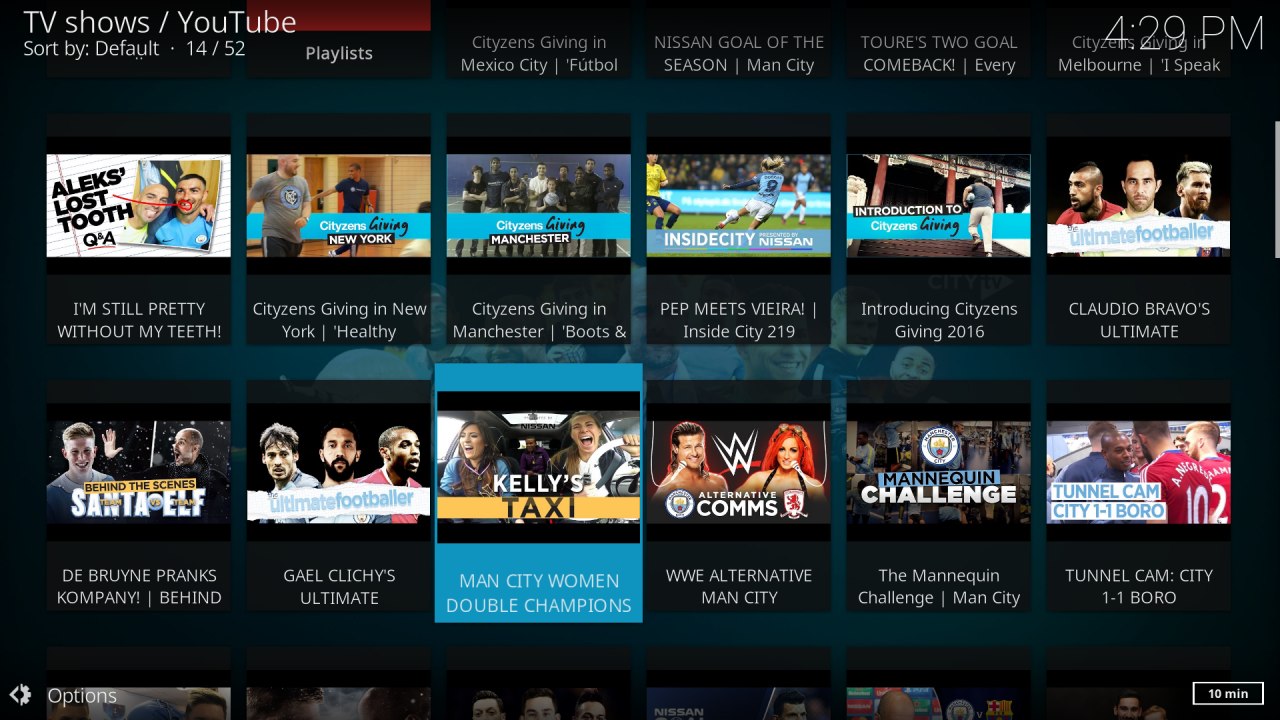 TV shows / YouTube
4:29 PM
Sort by: Default · 14 / 52
Playlists
Cityzens Giving in
Mexico City | 'Fútbol
NISSAN GOAL OF THE
SEASON | Man City
TOURE'S TWO GOAL
COMEBACK! | Every
Cityzens Giving in
Melbourne | 'I Speak
ALEKS'
LOST
TOOTH
Q&A
I'M STILL PRETTY
WITHOUT MY TEETH!
Cityzens Giving
NEW YORK
Cityzens Giving in New
York | 'Healthy
Cityzens Giving
MANCHESTER
Cityzens Giving in
Manchester | 'Boots &
INSIDECITY PRESENTED BY NISSAN
PEP MEETS VIEIRA! |
Inside City 219
INTRODUCTION TO
Cityzens Giving
Introducing Cityzens
Giving 2016
the
ultimatefootballer
CLAUDIO BRAVO'S
ULTIMATE
CITY tv
BEHIND THE SCENES
SANTA ELF
DE BRUYNE PRANKS
KOMPANY! | BEHIND
the
ultimatefootballer
GAEL CLICHY'S
ULTIMATE
NISSAN
KELLY'S
TAXI
MAN CITY WOMEN
DOUBLE CHAMPIONS
W
ALTERNATIVE
COMMS
WWE ALTERNATIVE
MAN CITY
MANNEQUIN
CHALLENGE
The Mannequin
Challenge | Man City
TUNNEL CAM
CITY 1-1 BORO
10
TUNNEL CAM: CITY
1-1 BORO
Options
NISSAN
10 min